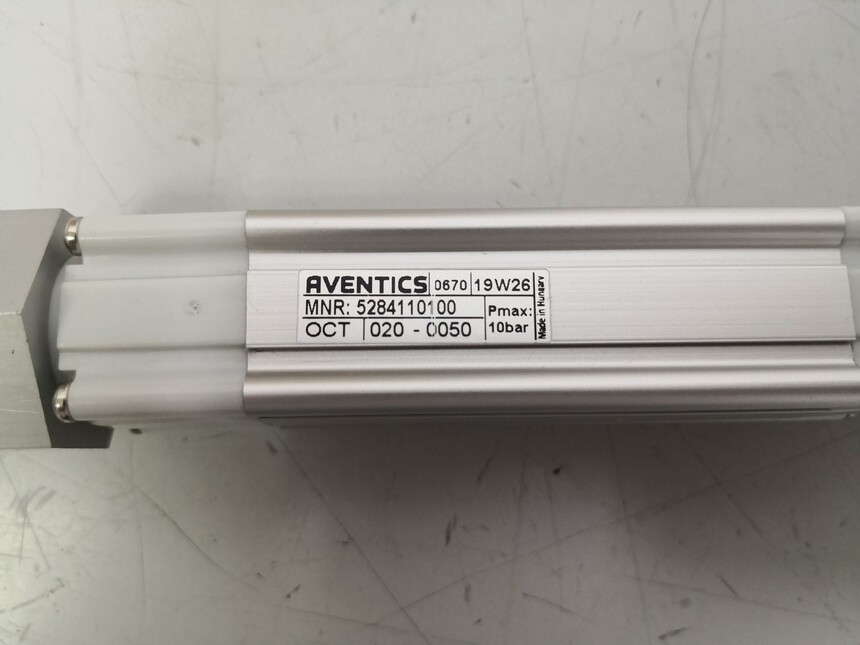 AVENTICS 0670 19W26
MNR: 5284110100
OCT 020 - 0050
Pmax:
10bar
Made in Hungary